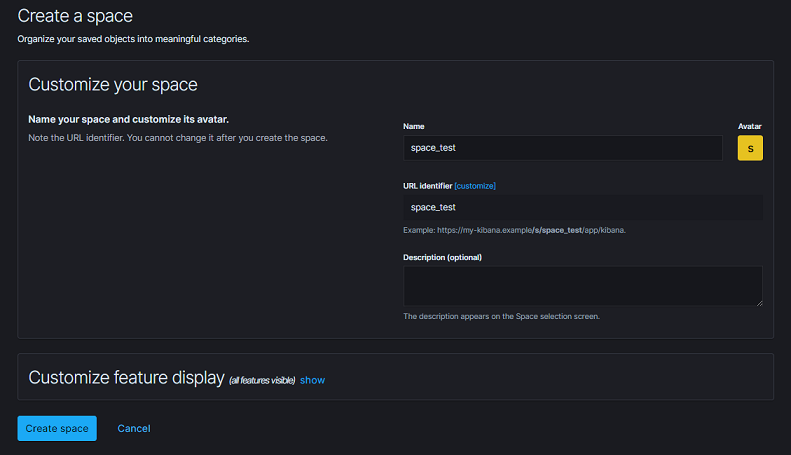 Create a space
Organize your saved objects into meaningful categories.
Customize your space
Name your space and customize its avatar.
Note the URL identifier. You cannot change it after you create the space.
Name
Avatar
space_test
S
URL identifier [customize]
space_test
Example: https://my-kibana.example/s/space_test/app/kibana.
Description (optional)
The description appears on the Space selection screen.
Customize feature display (all features visible) show
Create space
Cancel